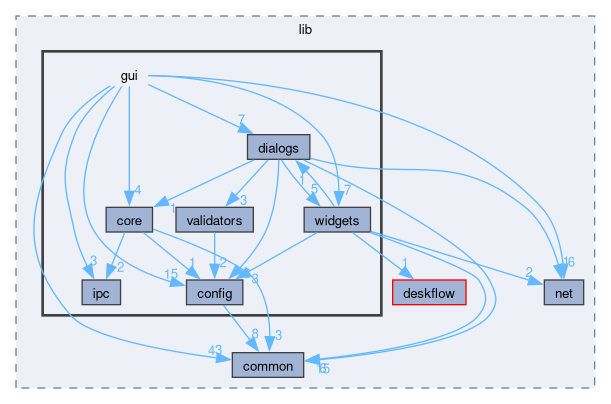 lib
gui
7
dialogs
4
1
3
1
5
7
core
validators
widgets
3
2
1
15
2
3
1
2
16
ipc
config
deskflow
net
8
3
43
common